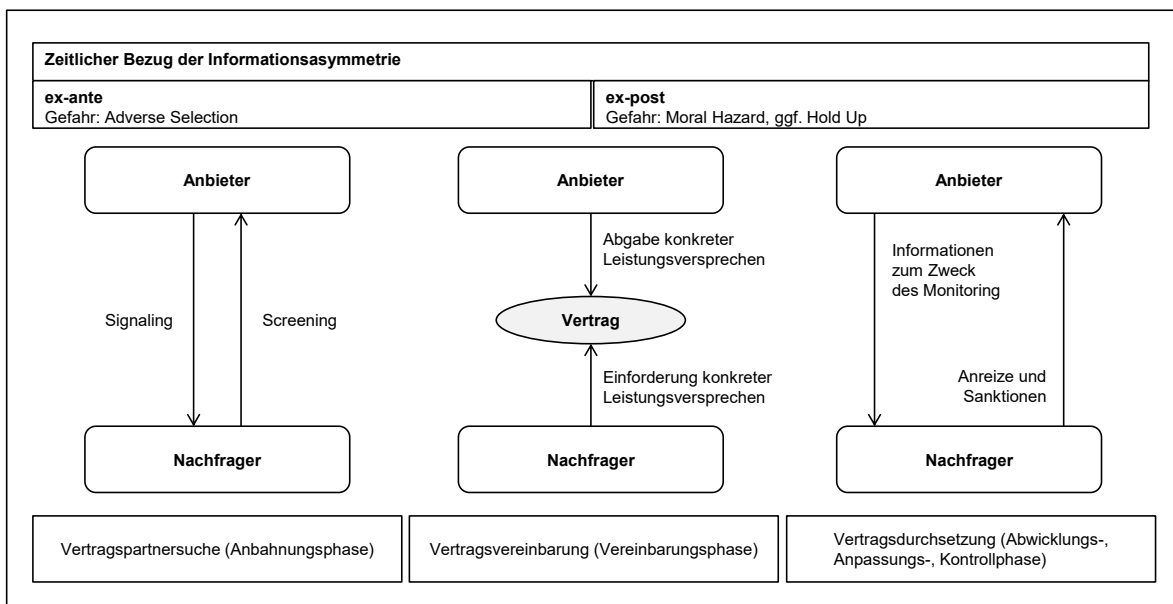 Zeitlicher Bezug der Informationsasymmetrie
ex-ante
Gefahr: Adverse Selection
ex-post
Gefahr: Moral Hazard, ggf. Hold Up
Anbieter
Anbieter
Anbieter
Signaling
Screening
Abgabe konkreter
Leistungsversprechen
Vertrag
Einforderung konkreter
Leistungsversprechen
Informationen
zum Zweck
des Monitoring
Anreize und
Sanktionen
Nachfrager
Nachfrager
Nachfrager
Vertragspartnersuche (Anbahnungsphase)
Vertragsvereinbarung (Vereinbarungsphase)
Vertragsdurchsetzung (Abwicklungs-,
Anpassungs-, Kontrollphase)